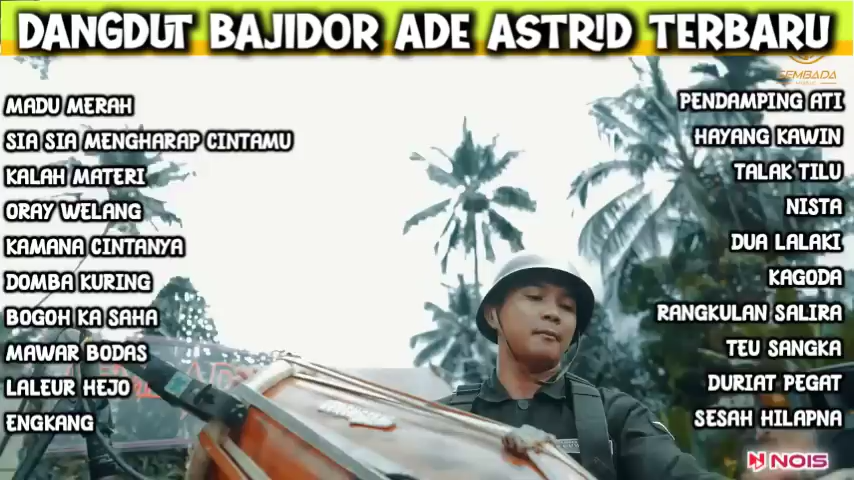 DANGDUT BAJIDOR ADE ASTRID TERBARU
SEMBADA
MADU MERAH
SIA SIA MENGHARAP CINTAMU
KALAH MATERI
ORAY WELANG
KAMANA CINTANYA
DOMBA KURING
BOGOH KA SAHA
MAWAR BODAS
LALEUR HEJO
ENGKANG
PENDAMPING ATI
HAYANG KAWIN
TALAK TILU
NISTA
DUA LALAKI
KAGODA
RANGKULAN SALIRA
TEU SANGKA
DURIAT PEGAT
SESAH HILAPNA
NOIS